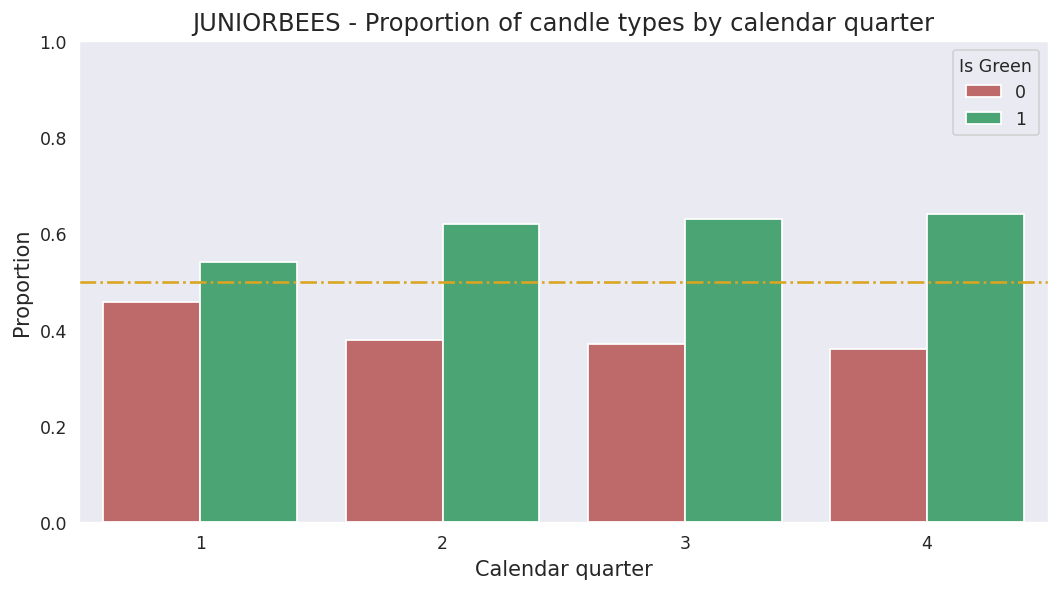 JUNIORBEES - Proportion of candle types by calendar quarter
Is Green
0
1
Proportion
1.0
0.8
0.6
0.4
0.2
0.0
1 2 3 4
Calendar quarter